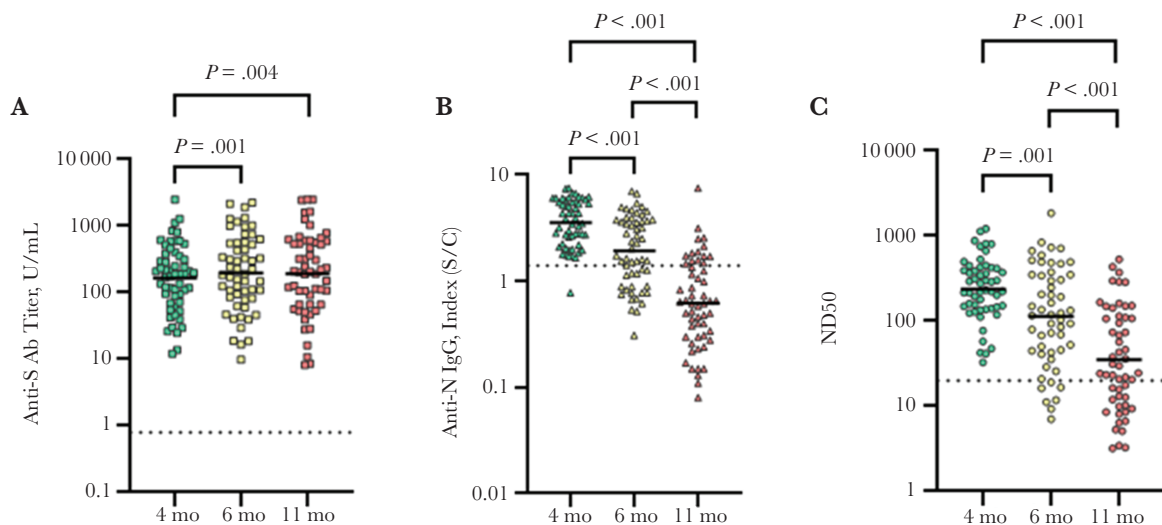 A
P = .004
P = .001
Anti-S Ab Titer, U/mL
10 000
1000
100
10
1
0.1
4 mo 6 mo 11 mo
B
P < .001
P < .001
P < .001
Anti-N IgG, Index (S/C)
10
1
0.1
0.01
4 mo 6 mo 11 mo
C
P < .001
P < .001
P = .001
ND50
10 000
1000
100
10
1
4 mo 6 mo 11 mo